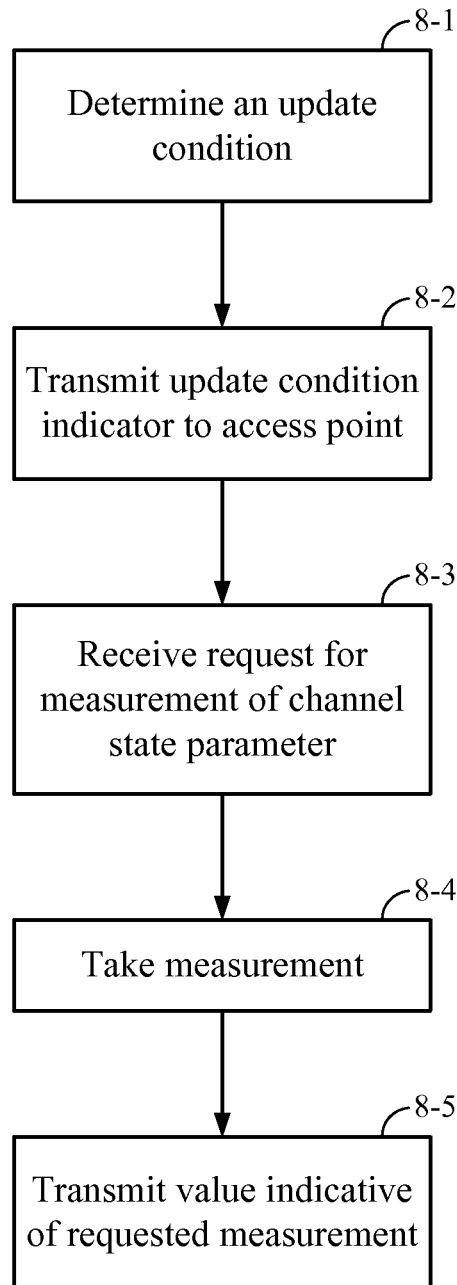 8-1
Determine an update
condition
8-2
Transmit update condition
indicator to access point
8-3
Receive request for
measurement of channel
state parameter
8-4
Take measurement
8-5
Transmit value indicative
of requested measurement